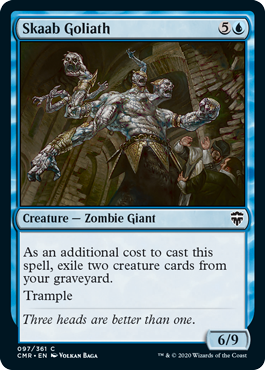 Skaab Goliath 5
Creature — Zombie Giant
As an additional cost to cast this
spell, exile two creature cards from
your graveyard.
Trample
Three heads are better than one.
6/9
097/361 C
CMR • EN VOLKAN BAGA
™ & © 2020 Wizards of the Coast